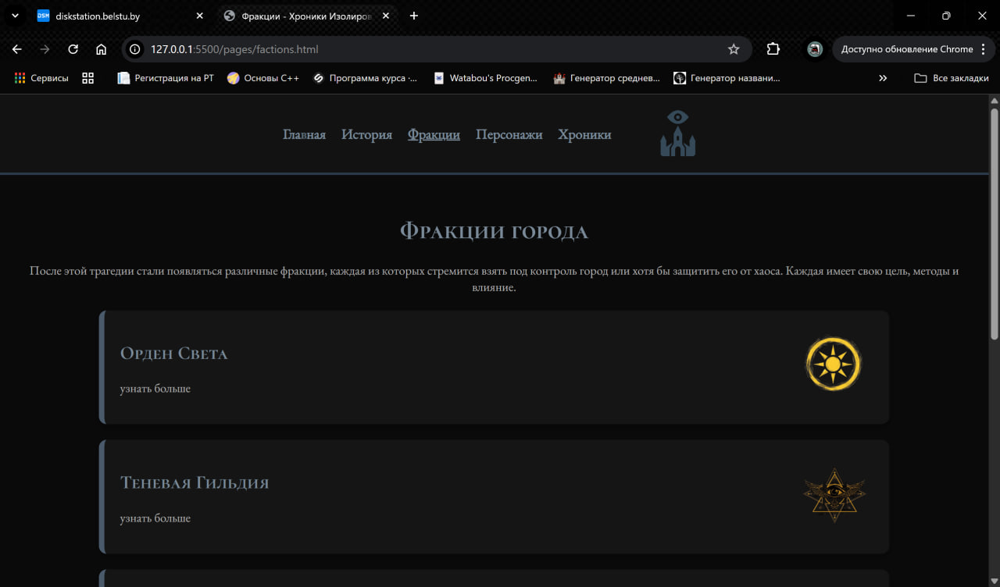 DSM diskstation.belstu.by
Фракции - Хроники Изолиров
127.0.0.1:5500/pages/factions.html
Доступно обновление Chrome
Сервисы
Регистрация на РТ
Основы C++
Программа курса ·...
Watabou's Procgen...
Генератор среднев...
Генератор названи...
Все закладки
Главная История Фракции Персонажи Хроники
Фракции города
После этой трагедии стали появляться различные фракции, каждая из которых стремится взять под контроль город или хотя бы защитить его от хаоса. Каждая имеет свою цель, методы и
влияние.
Орден Света
узнать больше
Теневая Гильдия
узнать больше